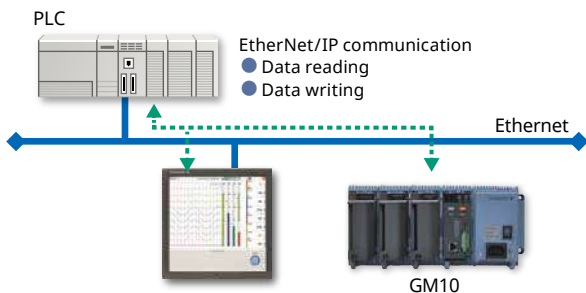 PLC
EtherNet/IP communication
Data reading
Data writing
Ethernet
GM10